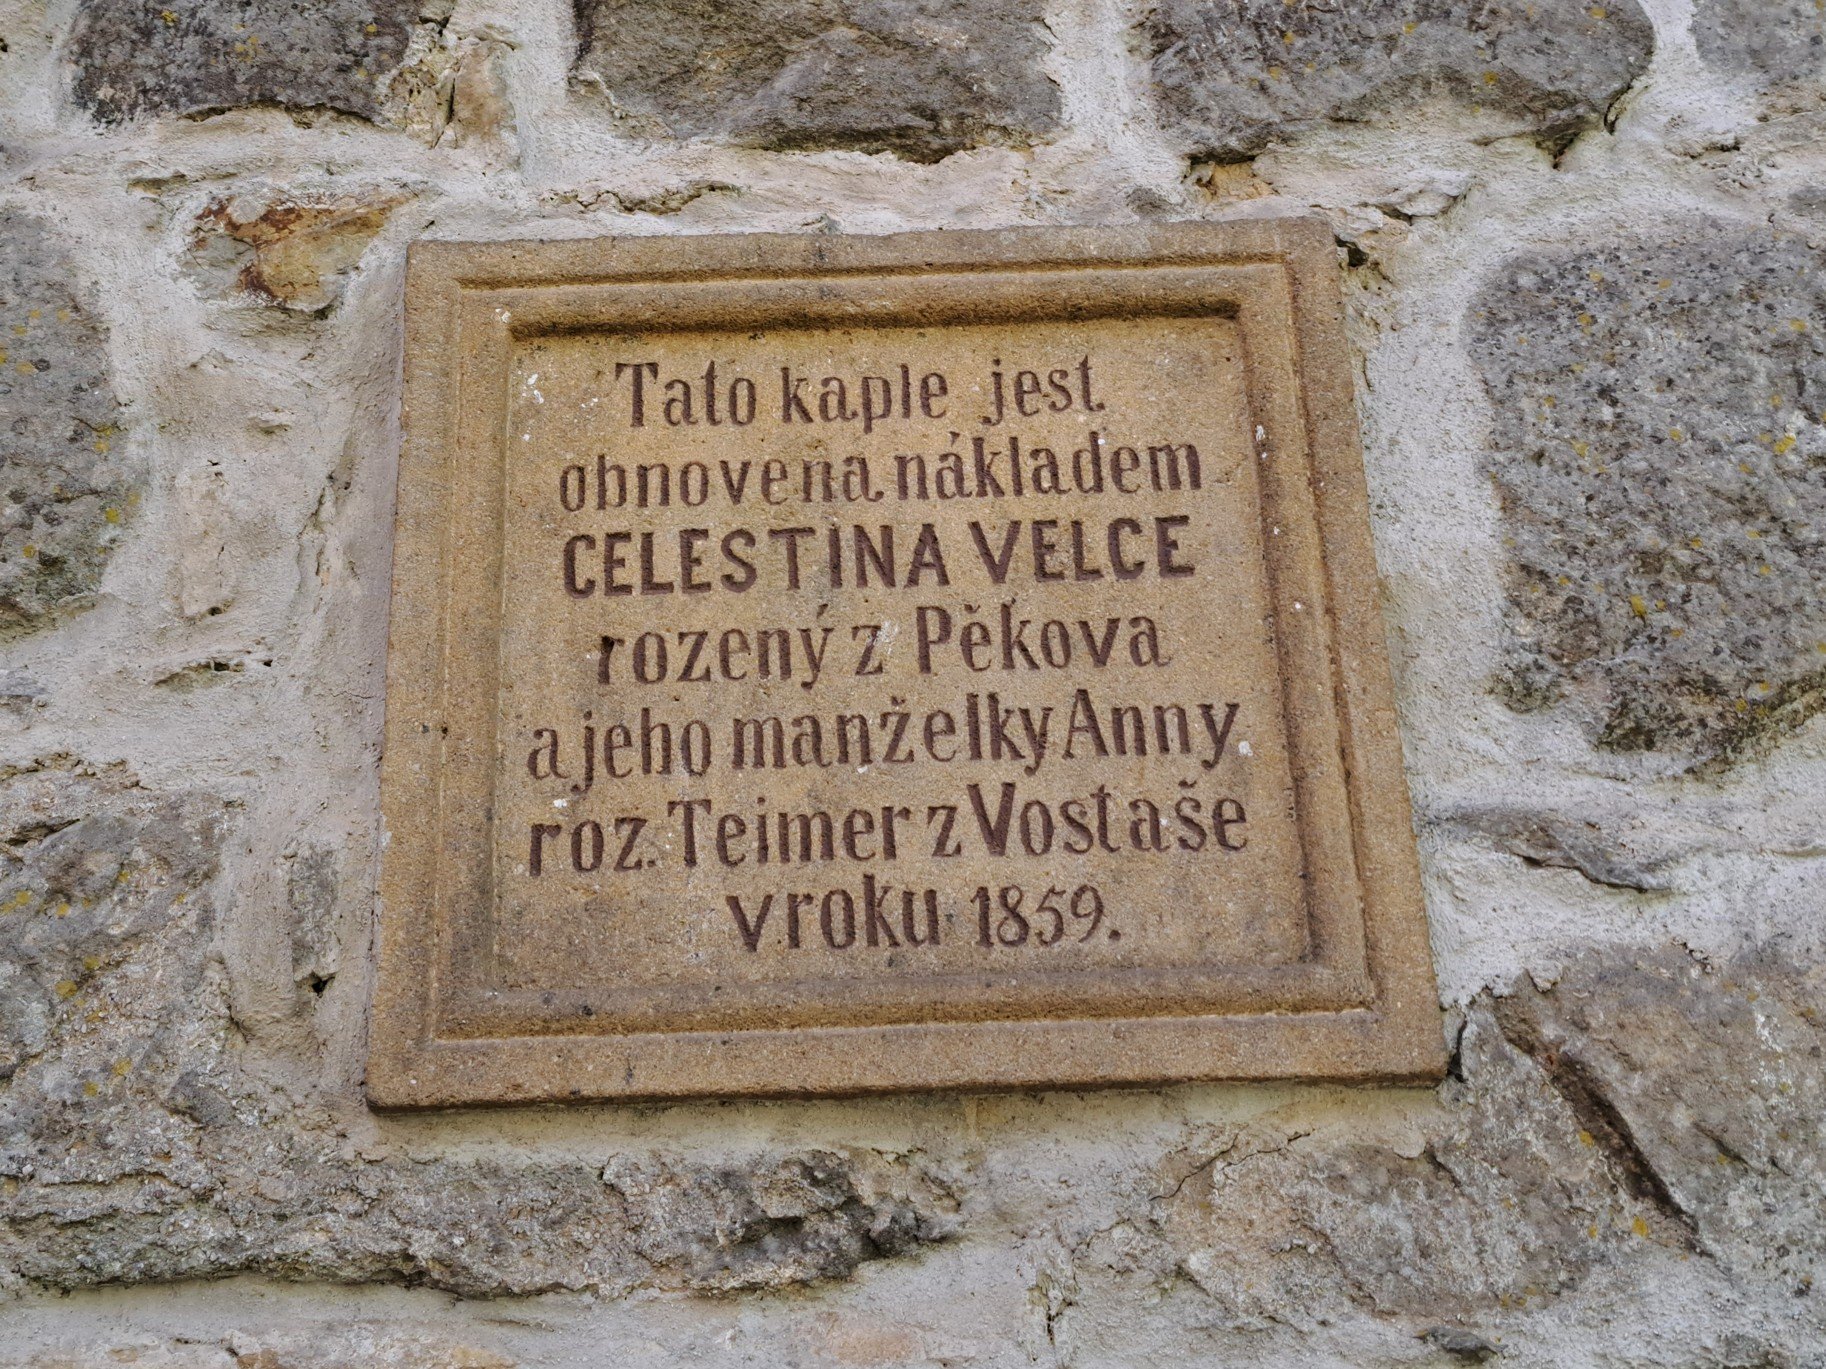 Tato kaple jest
obnovena nákladem
CELESTINA VELCE
rozený z Pěkova
a jeho manželky Anny
roz. Teimer z Vostaše
v roku 1859.